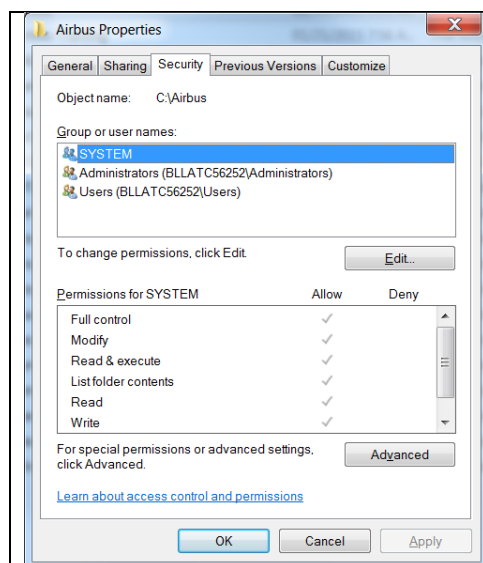 Airbus Properties
General Sharing Security Previous Versions Customize
Object name: C:\Airbus
Group or user names:
SYSTEM
Administrators (BLLATC56252\Administrators)
Users (BLLATC56252\Users)
To change permissions, click Edit.
Edit...
Permissions for SYSTEM Allow Deny
Full control
Modify
Read & execute
List folder contents
Read
Write
For special permissions or advanced settings,
click Advanced.
Advanced
Learn about access control and permissions
OK Cancel Apply